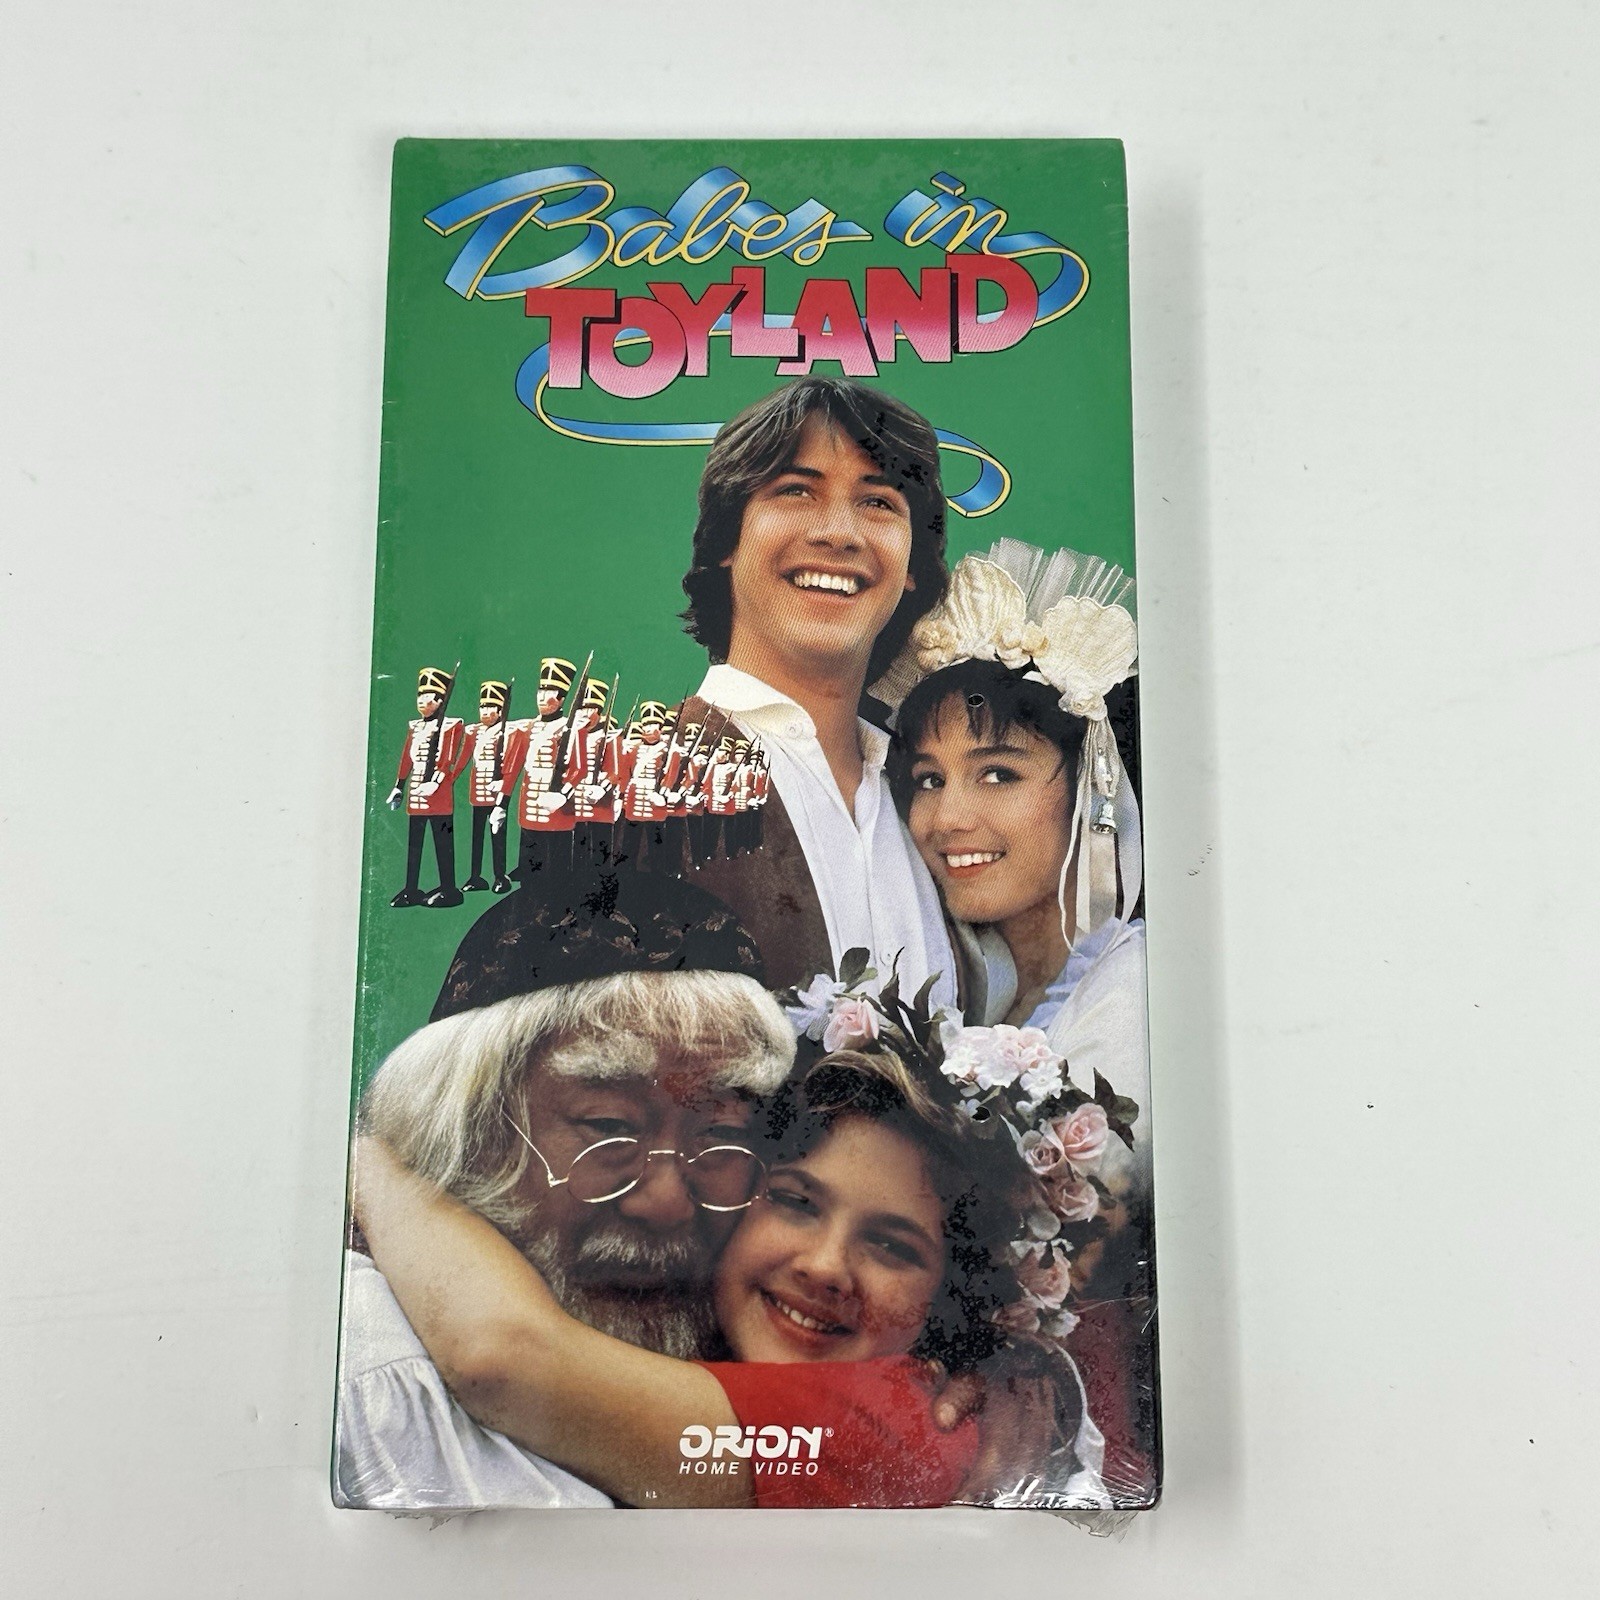 Babes in
TOYLAND
ORION®
HOME VIDEO